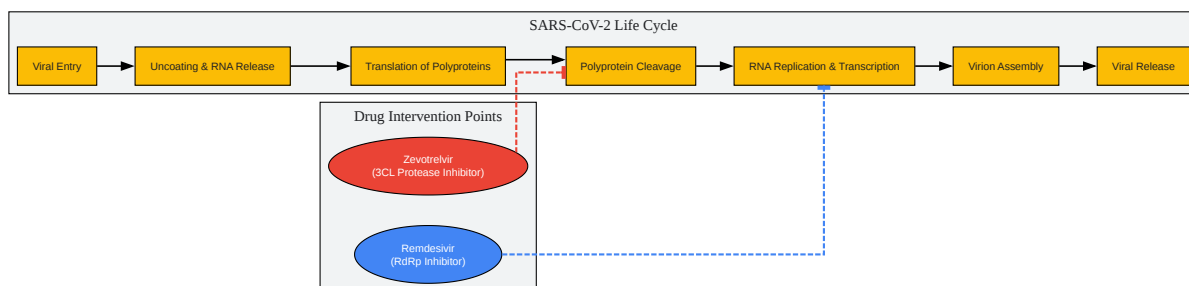 SARS-CoV-2 Life Cycle
Viral Entry
Uncoating & RNA Release
Translation of Polyproteins
Polyprotein Cleavage
RNA Replication & Transcription
Virion Assembly
Viral Release
Drug Intervention Points
Zevotrelvir
(3CL Protease Inhibitor)
Remdesivir
(RdRp Inhibitor)